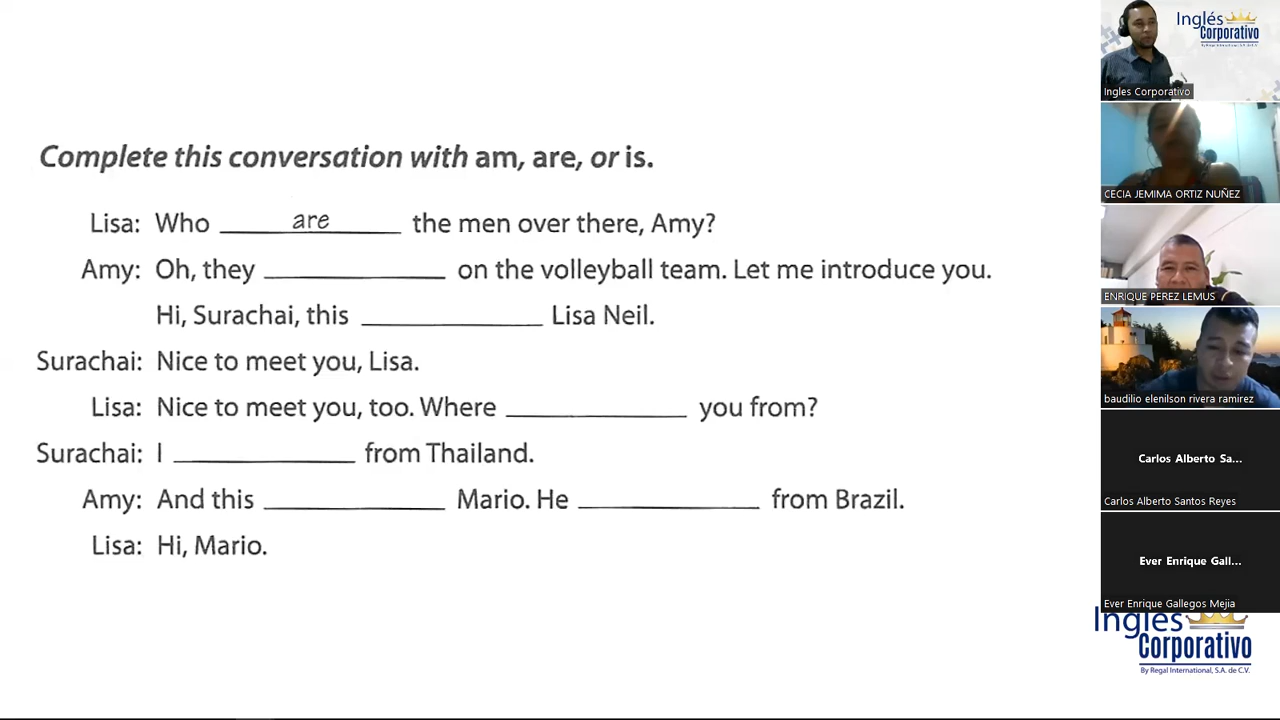 Complete this conversation with am, are, or is.
Lisa: Who are the men over there, Amy?
Amy: Oh, they on the volleyball team. Let me introduce you.
Hi, Surachai, this Lisa Neil.
Surachai: Nice to meet you, Lisa.
Lisa: Nice to meet you, too. Where you from?
Surachai: I from Thailand.
Amy: And this Mario. He from Brazil.
Lisa: Hi, Mario.
Inglés
Corporativo
By Regal International, S.A. de C.V.
Ingles Corporativo
CECIA JEMIMA ORTIZ NUÑEZ
ENRIQUE PEREZ LEMUS
baudilio elenilson rivera ramirez
Carlos Alberto Sa...
Carlos Alberto Santos Reyes
Ever Enrique Gall...
Ever Enrique Gallegos Mejia
Inglés
Corporativo
By Regal International, S.A. de C.V.